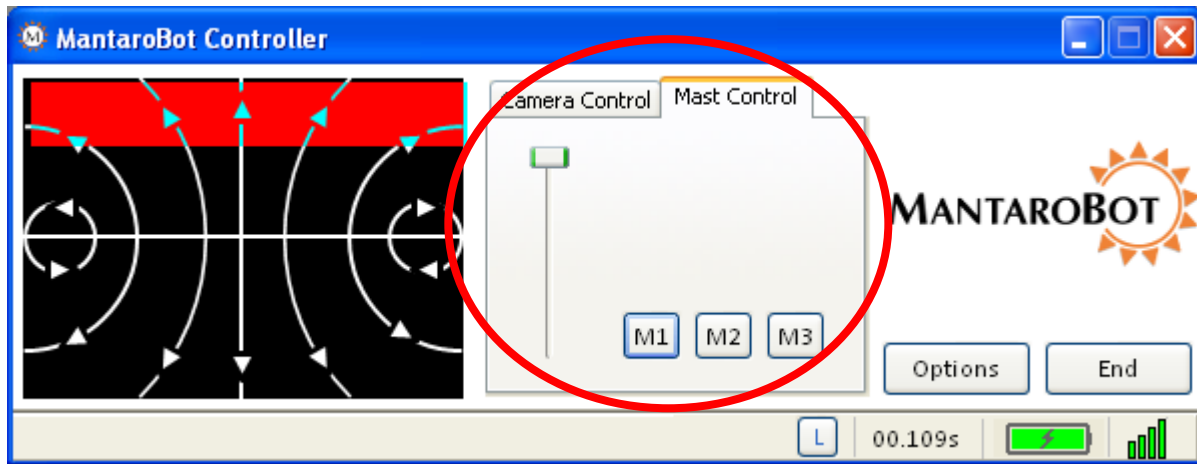 MantaroBot Controller
Camera Control
Mast Control
MANTAROBOT
M1
M2
M3
Options
End
L
00.109s